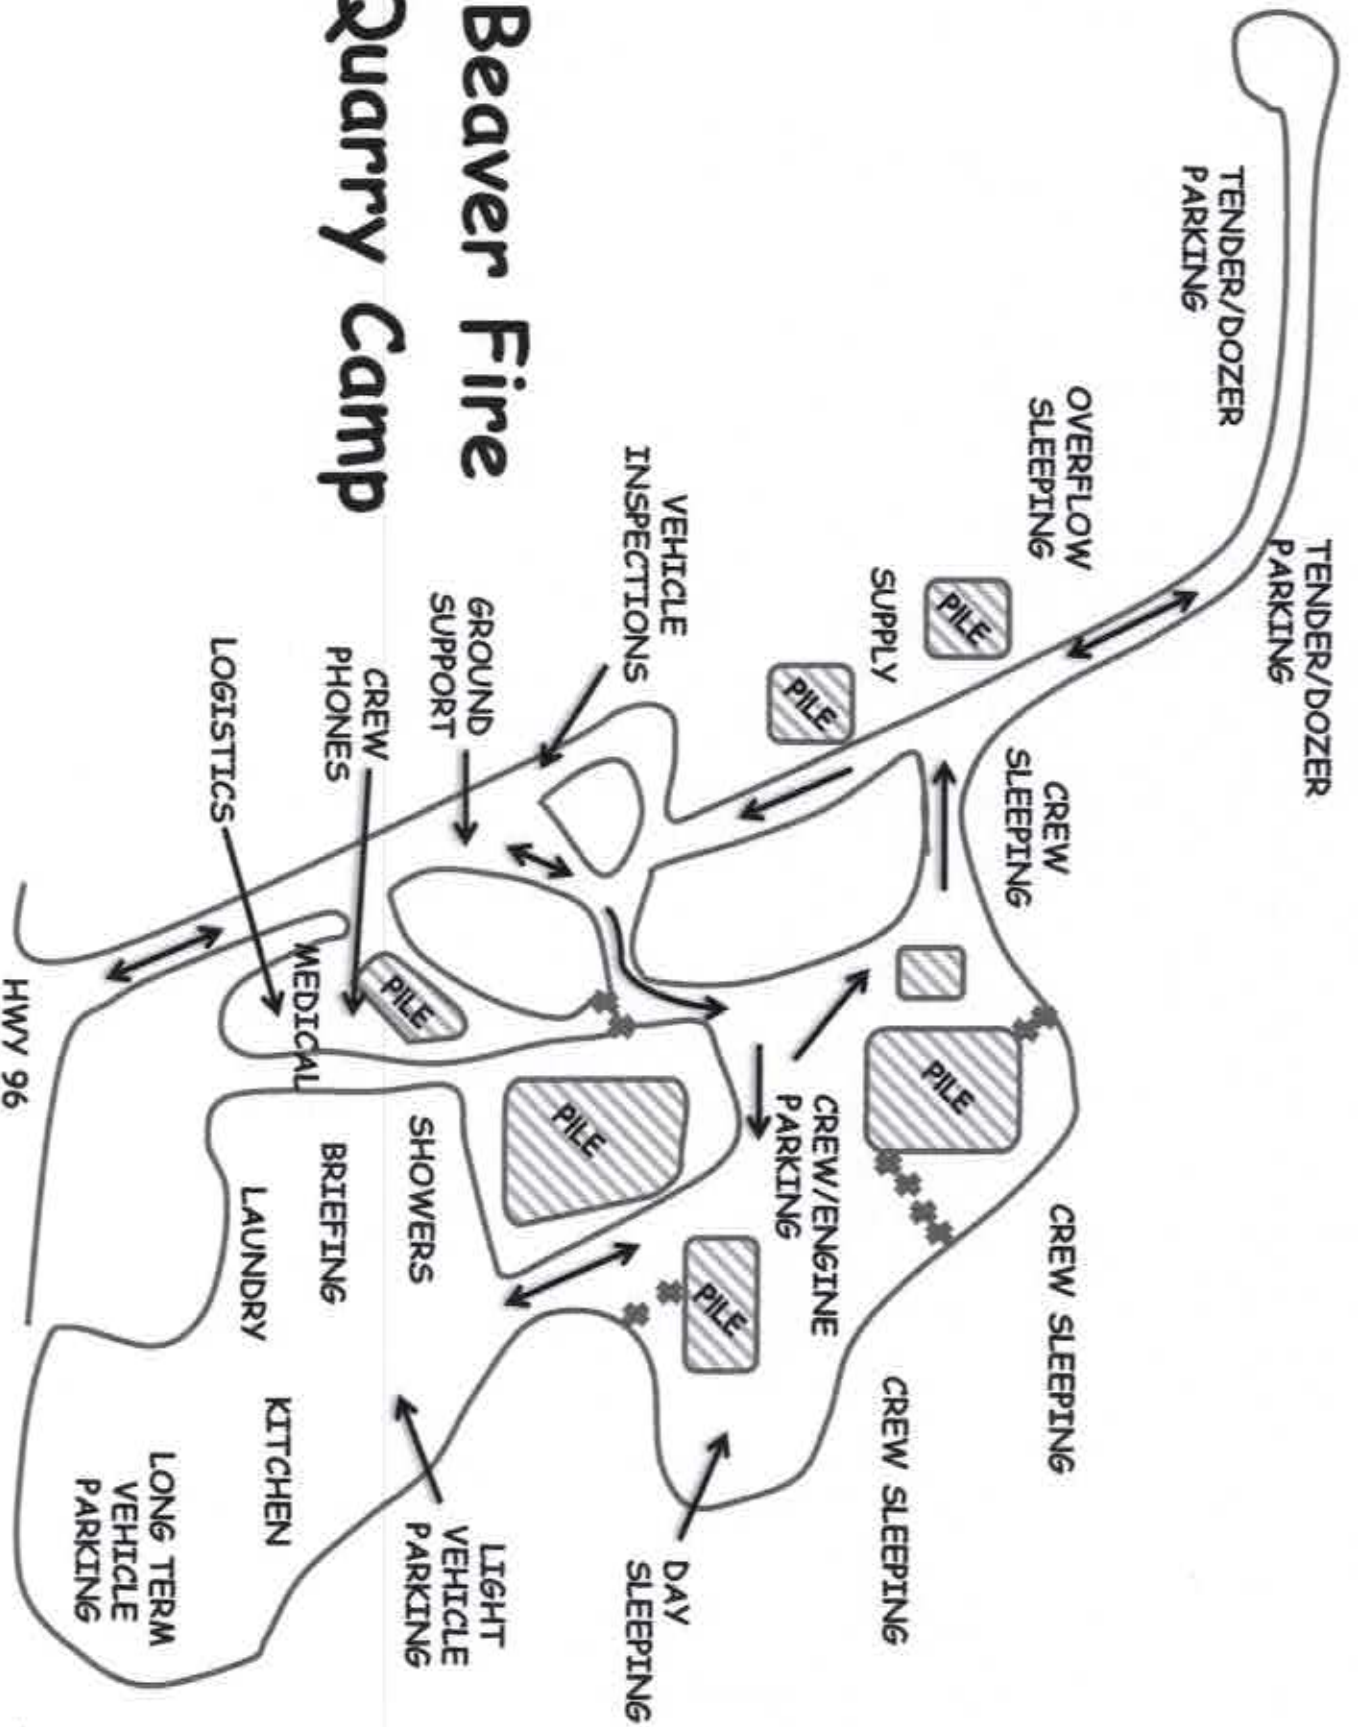 TENDER/DOZER
PARKING
TENDER/DOZER
PARKING
OVERFLOW
SLEEPING
CREW
SLEEPING
CREW SLEEPING
PILE
PILE
SUPPLY
CREW SLEEPING
PILE
CREW/ENGINE
PARKING
PILE
VEHICLE
INSPECTIONS
DAY
SLEEPING
PILE
Beaver Fire
Quarry Camp
GROUND
SUPPORT
LIGHT
VEHICLE
PARKING
SHOWERS
PILE
CREW
PHONES
BRIEFING
MEDICAL
KITCHEN
LAUNDRY
LOGISTICS
LONG TERM
VEHICLE
PARKING
HWY 96